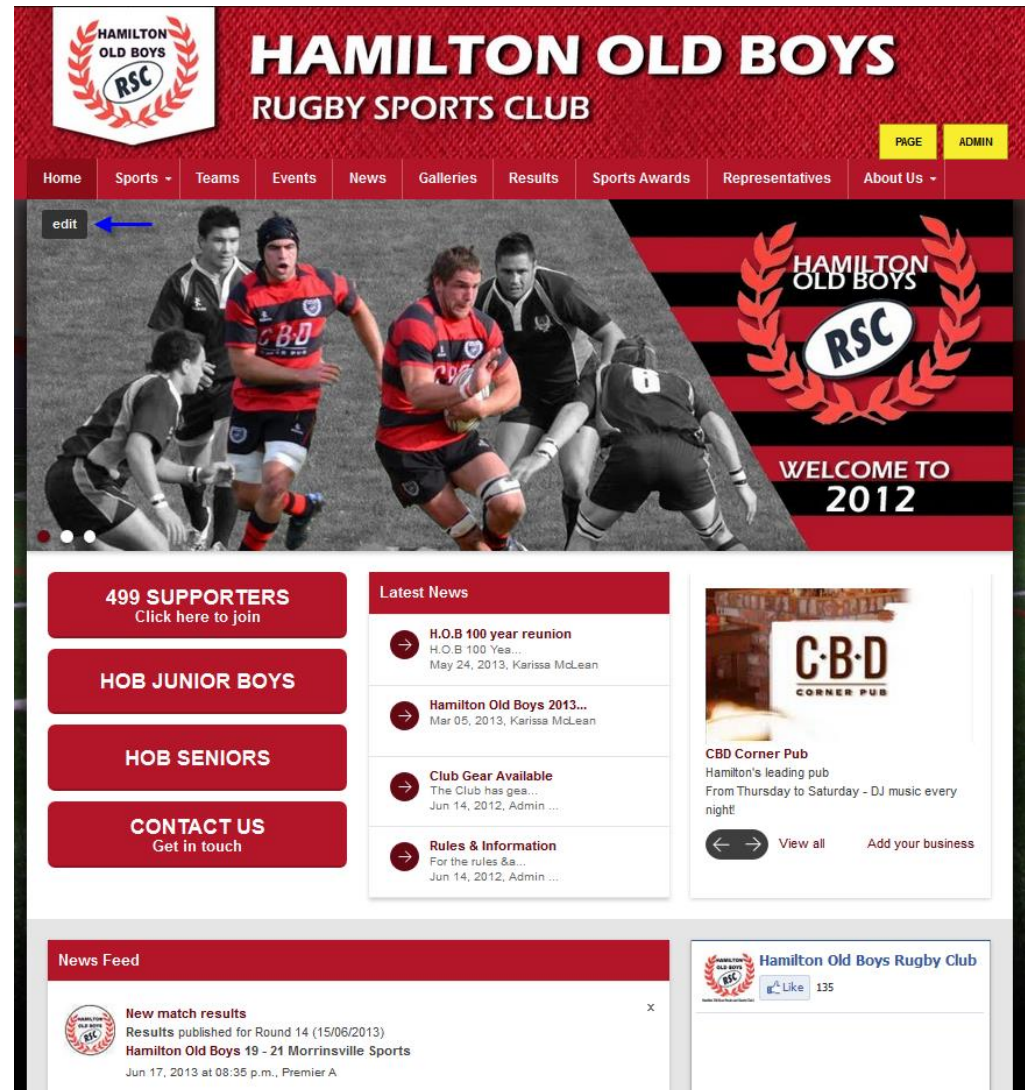 HAMILTON
OLD BOYS
RSC
HAMILTON OLD BOYS
RUGBY SPORTS CLUB
PAGE
ADMIN
Home
Sports
Teams
Events
News
Galleries
Results
Sports Awards
Representatives
About Us
edit
CBD
6
HAMILTON
OLD BOYS
RSC
WELCOME TO
2012
499 SUPPORTERS
Click here to join
HOB JUNIOR BOYS
HOB SENIORS
CONTACT US
Get in touch
Latest News
H.O.B 100 year reunion
H.O.B 100 Yea...
May 24, 2013, Karissa McLean
Hamilton Old Boys 2013...
Mar 05, 2013, Karissa McLean
Club Gear Available
The Club has gea...
Jun 14, 2012, Admin ...
Rules & Information
For the rules &a...
Jun 14, 2012, Admin ...
C·B·D
CORNER PUB
CBD Corner Pub
Hamilton's leading pub
From Thursday to Saturday - DJ music every
night!
View all
Add your business
News Feed
New match results
Results published for Round 14 (15/06/2013)
Hamilton Old Boys 19 - 21 Morrinsville Sports
Jun 17, 2013 at 08:35 p.m., Premier A
x
Hamilton Old Boys Rugby Club
Like 135